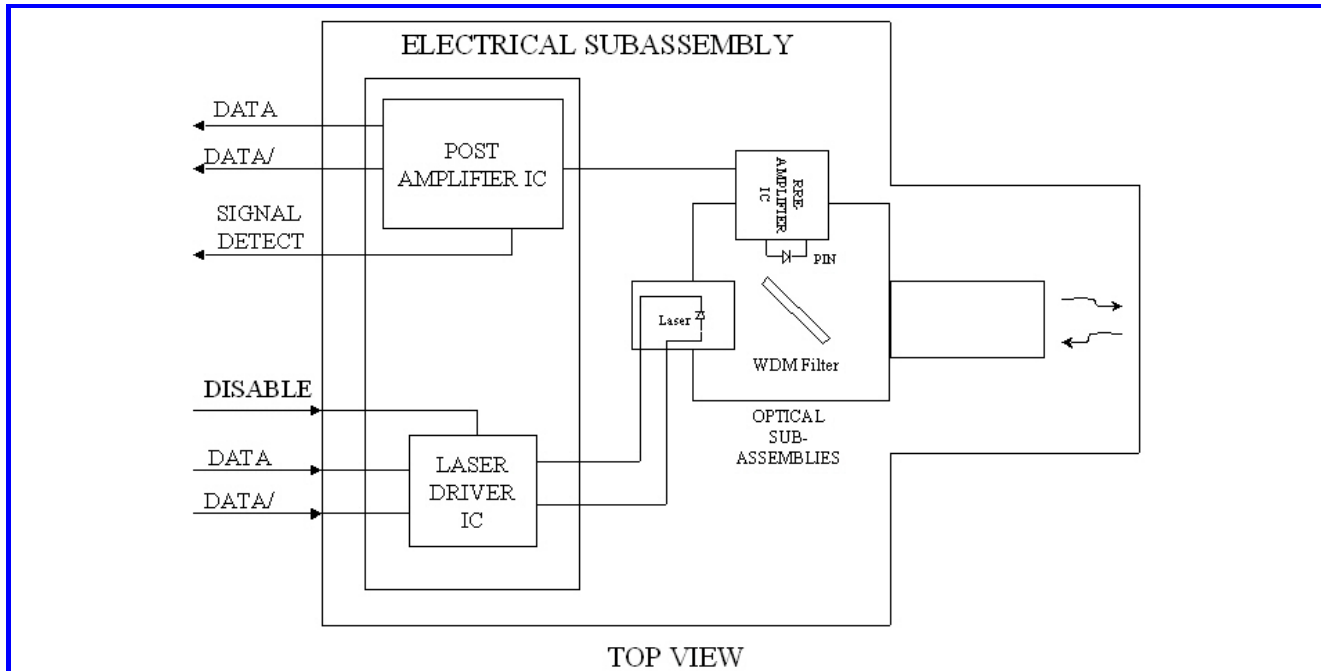 ELECTRICAL SUBASSEMBLY
DATA
DATA/
SIGNAL
DETECT
POST
AMPLIFIER IC
RRE-
AMPLIFIER
IC
PIN
Laser
WDM Filter
OPTICAL
SUB-
ASSEMBLIES
DISABLE
DATA
DATA/
LASER
DRIVER
IC
TOP VIEW